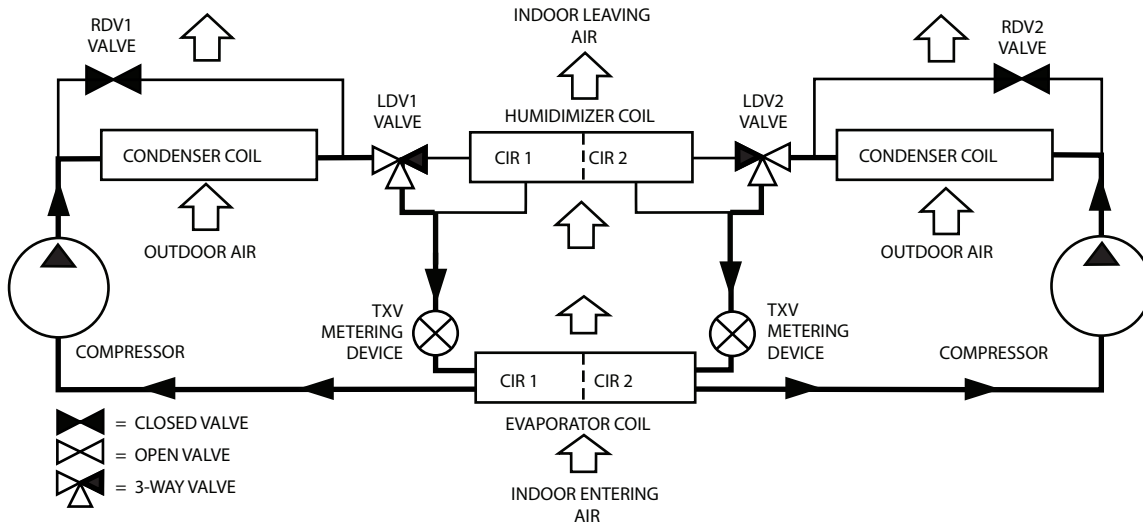 RDV1
VALVE
INDOOR LEAVING
AIR
RDV2
VALVE
LDV1
VALVE
HUMIDIMIZER COIL
LDV2
VALVE
CONDENSER COIL
CIR 1
CIR 2
CONDENSER COIL
OUTDOOR AIR
OUTDOOR AIR
TXV
METERING
DEVICE
TXV
METERING
DEVICE
COMPRESSOR
COMPRESSOR
CIR 1
CIR 2
EVAPORATOR COIL
= CLOSED VALVE
= OPEN VALVE
= 3-WAY VALVE
INDOOR ENTERING
AIR